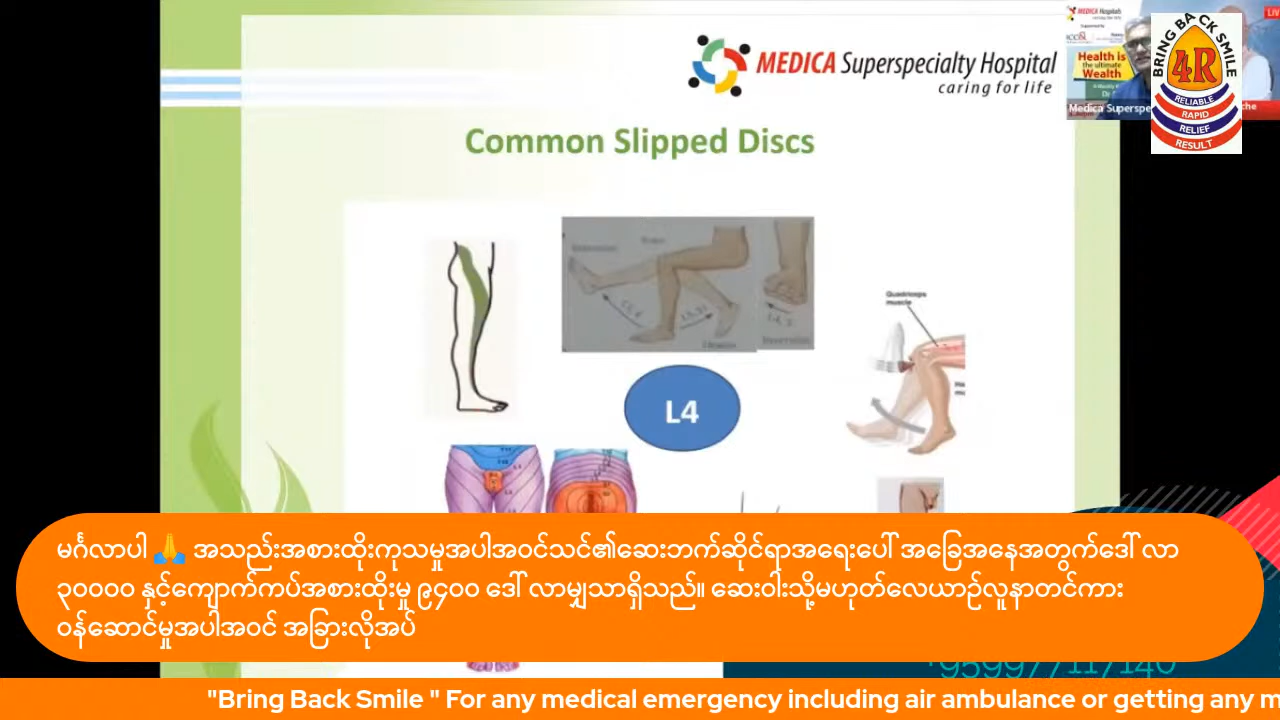 MEDICA Superspecialty Hospital
caring for life
Common Slipped Discs
Quadriceps
muscle
L4
MEDICA Hospitals
Health is
the ultimate
Wealth
Medica Superspe
che
LIV
BRING BACK SMILE
4R
RELIABLE
RAPID
RELIEF
RESULT
မင်္ဂလာပါ 🙏 အသည်းအစားထိုးကုသမှုအပါအဝင်သင်၏ဆေးဘက်ဆိုင်ရာအရေးပေါ် အခြေအနေအတွက်ဒေါ် လာ
၃၀၀၀၀ နှင့်ကျောက်ကပ်အစားထိုးမှု ၉၄၀၀ ဒေါ် လာမျှသာရှိသည်။ ဆေးဝါးသို့မဟုတ်လေယာဉ်လူနာတင်ကား
ဝန်ဆောင်မှုအပါအဝင် အခြားလိုအပ်
+959977117140
"Bring Back Smile " For any medical emergency including air ambulance or getting any m